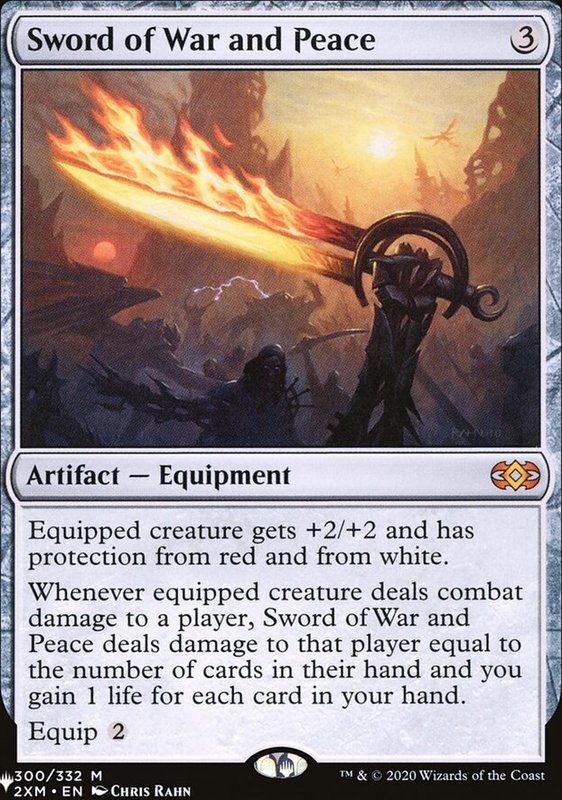 Sword of War and Peace 3
Artifact — Equipment
Equipped creature gets +2/+2 and has
protection from red and from white.
Whenever equipped creature deals combat
damage to a player, Sword of War and
Peace deals damage to that player equal to
the number of cards in their hand and you
gain 1 life for each card in your hand.
Equip 2
300/332 M
2XM • EN Chris Rahn
™ & © 2020 Wizards of the Coast